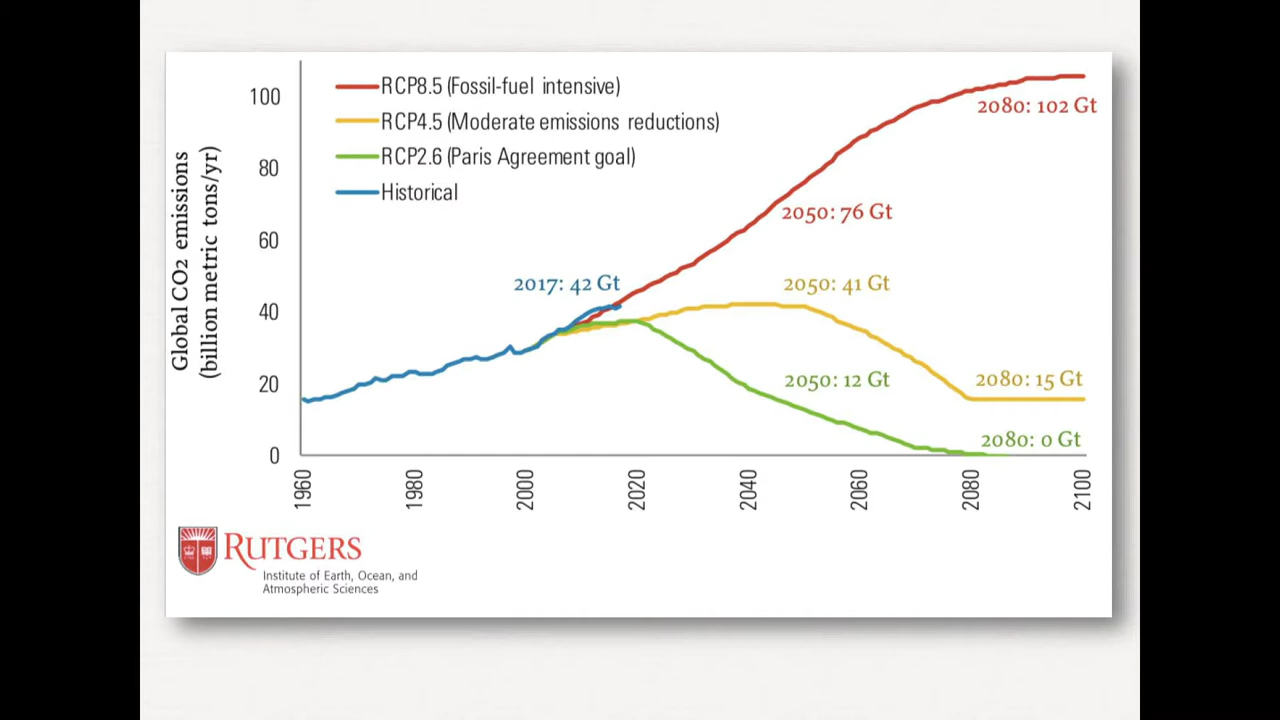 RCP8.5 (Fossil-fuel intensive)
RCP4.5 (Moderate emissions reductions)
RCP2.6 (Paris Agreement goal)
Historical
Global CO2 emissions
(billion metric tons/yr)
100
80
60
40
20
0
2080: 102 Gt
2050: 76 Gt
2017: 42 Gt
2050: 41 Gt
2050: 12 Gt
2080: 15 Gt
2080: 0 Gt
1960
1980
2000
2020
2040
2060
2080
2100
RUTGERS
Institute of Earth, Ocean, and
Atmospheric Sciences